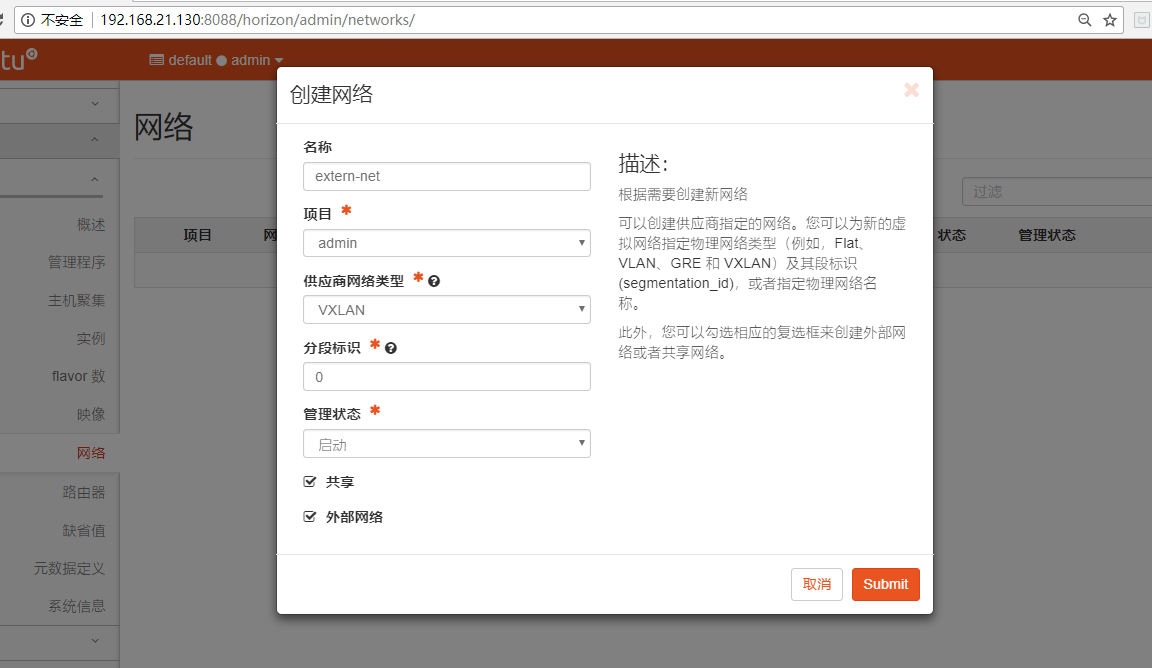 不安全 192.168.21.130:8088/horizon/admin/networks/
tu
default admin
创建网络
网络
名称
extern-net
项目 *
admin
供应商网络类型 *
VXLAN
分段标识 *
0
管理状态 *
启动
共享
外部网络
描述：
根据需要创建新网络
可以创建供应商指定的网络。您可以为新的虚
拟网络指定物理网络类型（例如，Flat、
VLAN、GRE 和 VXLAN）及其段标识
(segmentation_id)，或者指定物理网络名
称。
此外，您可以勾选相应的复选框来创建外部网
络或者共享网络。
取消 Submit
过滤
项目 网 状态 管理状态
概述
管理程序
主机聚集
实例
flavor 数
映像
网络
路由器
缺省值
元数据定义
系统信息